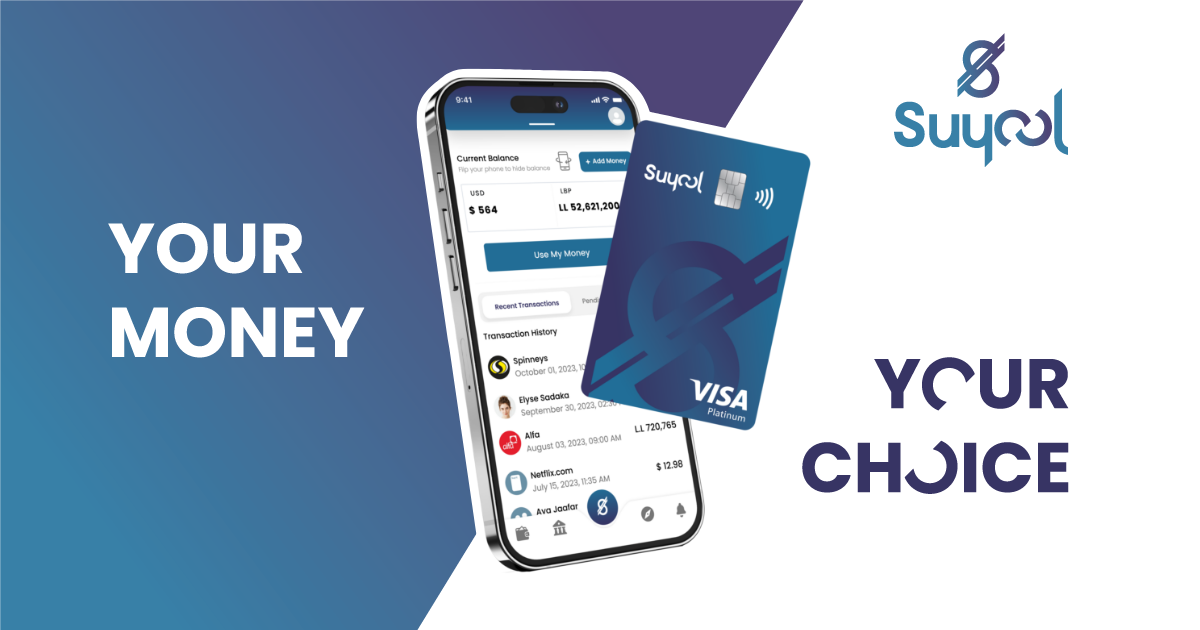 YOUR
MONEY
9:41
Current Balance
Flip your phone to hide balance
+ Add Money
USD
LBP
$ 564
LL 52,621,200
Use My Money
Recent Transactions
Transaction History
Spinneys
October 01, 2023,
Elyse Sadaka
September 30, 2023,
Alfa
August 03, 2023, 09:00 AM
LL 720,765
Netflix.com
July 15, 2023, 11:35 AM
$ 12.98
Ava Jaafar
Suyool
VISA
Platinum
Suyool
YOUR
CHOICE